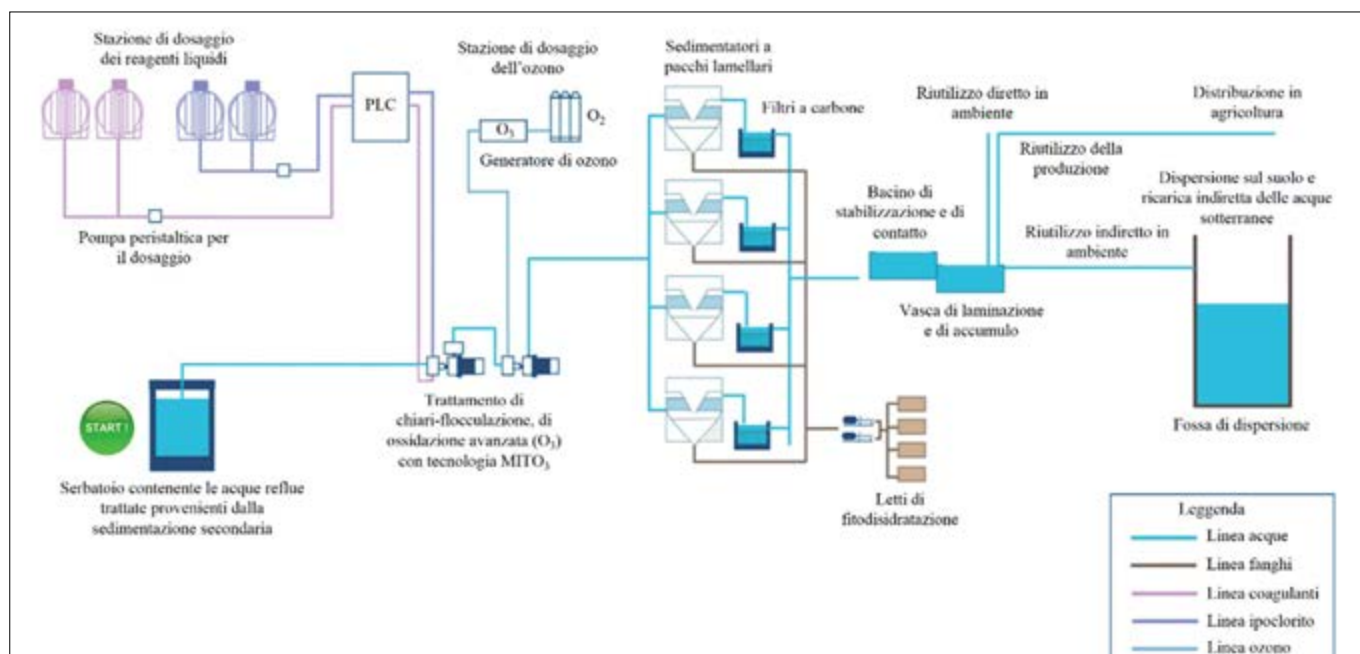 Stazione di dosaggio
dei reagenti liquidi
PLC
Stazione di dosaggio
dell'ozono
O3
O2
Generatore di ozono
Pompa peristaltica per
il dosaggio
START !
Serbatoio contenente le acque reflue
trattate provenienti dalla
sedimentazione secondaria
Trattamento di
chiari-flocculazione, di
ossidazione avanzata (O3)
con tecnologia MITO3
Sedimentatori a
pacchi lamellari
Filtri a carbone
Bacino di
stabilizzazione e di
contatto
Vasca di laminazione
e di accumulo
Riutilizzo diretto in
ambiente
Riutilizzo della
produzione
Distribuzione in
agricoltura
Riutilizzo indiretto in
ambiente
Dispersione sul suolo e
ricarica indiretta delle acque
sotterranee
Fossa di dispersione
Letti di
fitodisidratazione
Leggenda
Linea acque
Linea fanghi
Linea coagulanti
Linea ipoclorito
Linea ozono